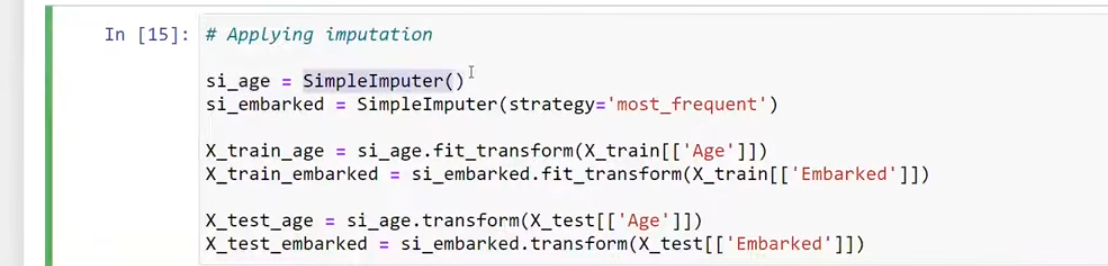 In [15]: # Applying imputation
si_age = SimpleImputer()
si_embarked = SimpleImputer(strategy='most_frequent')
X_train_age = si_age.fit_transform(X_train[['Age']])
X_train_embarked = si_embarked.fit_transform(X_train[['Embarked']])
X_test_age = si_age.transform(X_test[['Age']])
X_test_embarked = si_embarked.transform(X_test[['Embarked']])